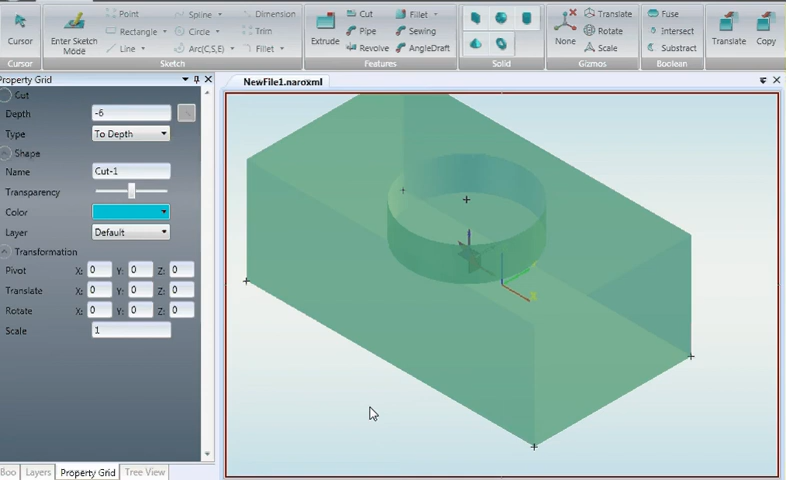 Cursor
Cursor
Enter Sketch
Mode
Point
Rectangle
Line
Spline
Circle
Arc(C,S,E)
Dimension
Trim
Fillet
Sketch
Extrude
Cut
Pipe
Revolve
Fillet
Sewing
AngleDraft
Features
Solid
None
Translate
Rotate
Scale
Gizmos
Fuse
Intersect
Substract
Boolean
Translate
Copy
Property Grid
NewFile1.naroxml
Cut
Depth -6
Type To Depth
Shape
Name Cut-1
Transparency
Color
Layer Default
Transformation
Pivot X: 0 Y: 0 Z: 0
Translate X: 0 Y: 0 Z: 0
Rotate X: 0 Y: 0 Z: 0
Scale 1
X
Boo Layers Property Grid Tree View